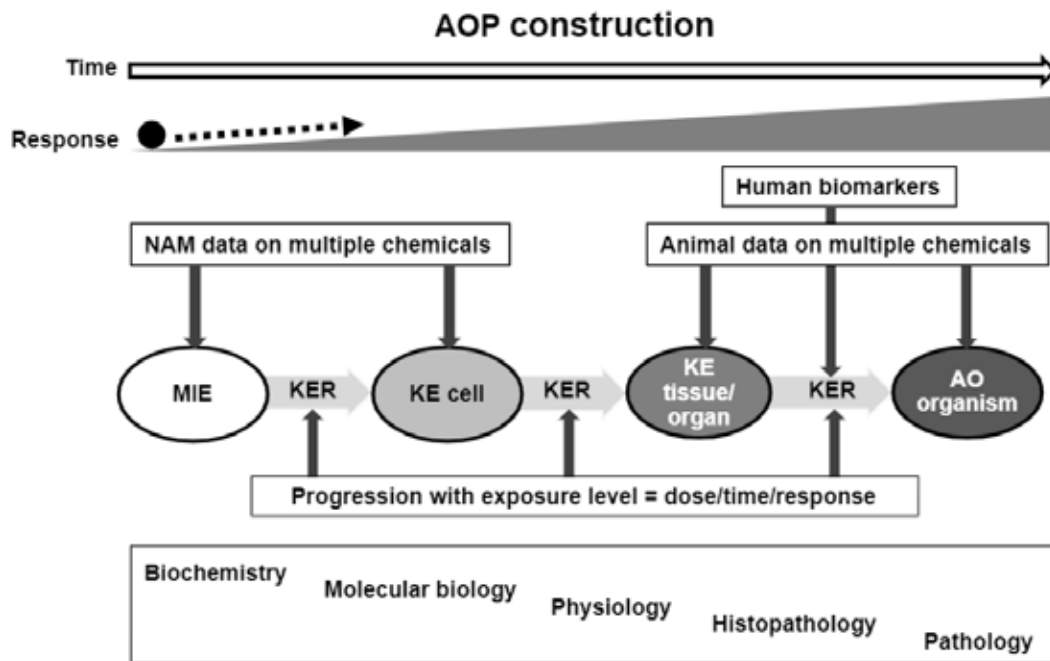 AOP construction
Time
Response
Human biomarkers
NAM data on multiple chemicals
Animal data on multiple chemicals
MIE
KER
KE cell
KER
KE
tissue/
organ
KER
AO
organism
Progression with exposure level = dose/time/response
Biochemistry
Molecular biology
Physiology
Histopathology
Pathology